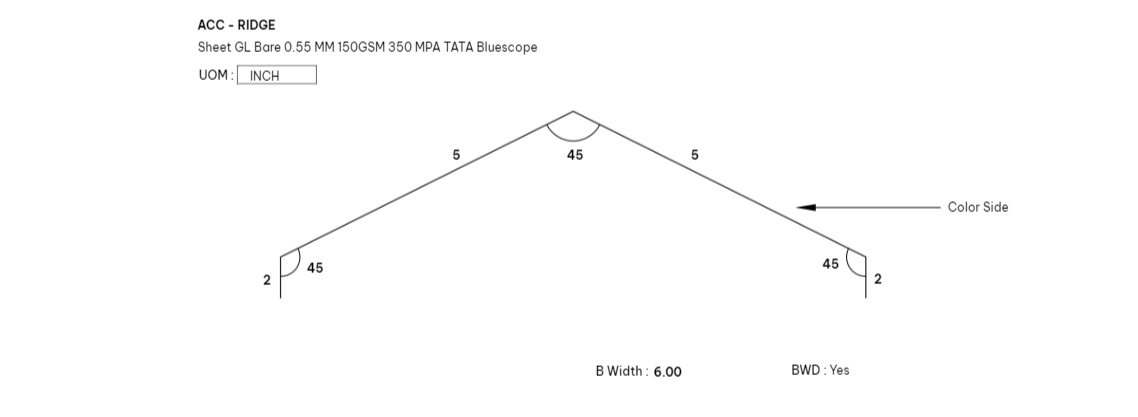 ACC - RIDGE
Sheet GL Bare 0.55 MM 150GSM 350 MPA TATA Bluescope
UOM : INCH
5
45
5
Color Side
2
45
45
2
B Width : 6.00
BWD : Yes